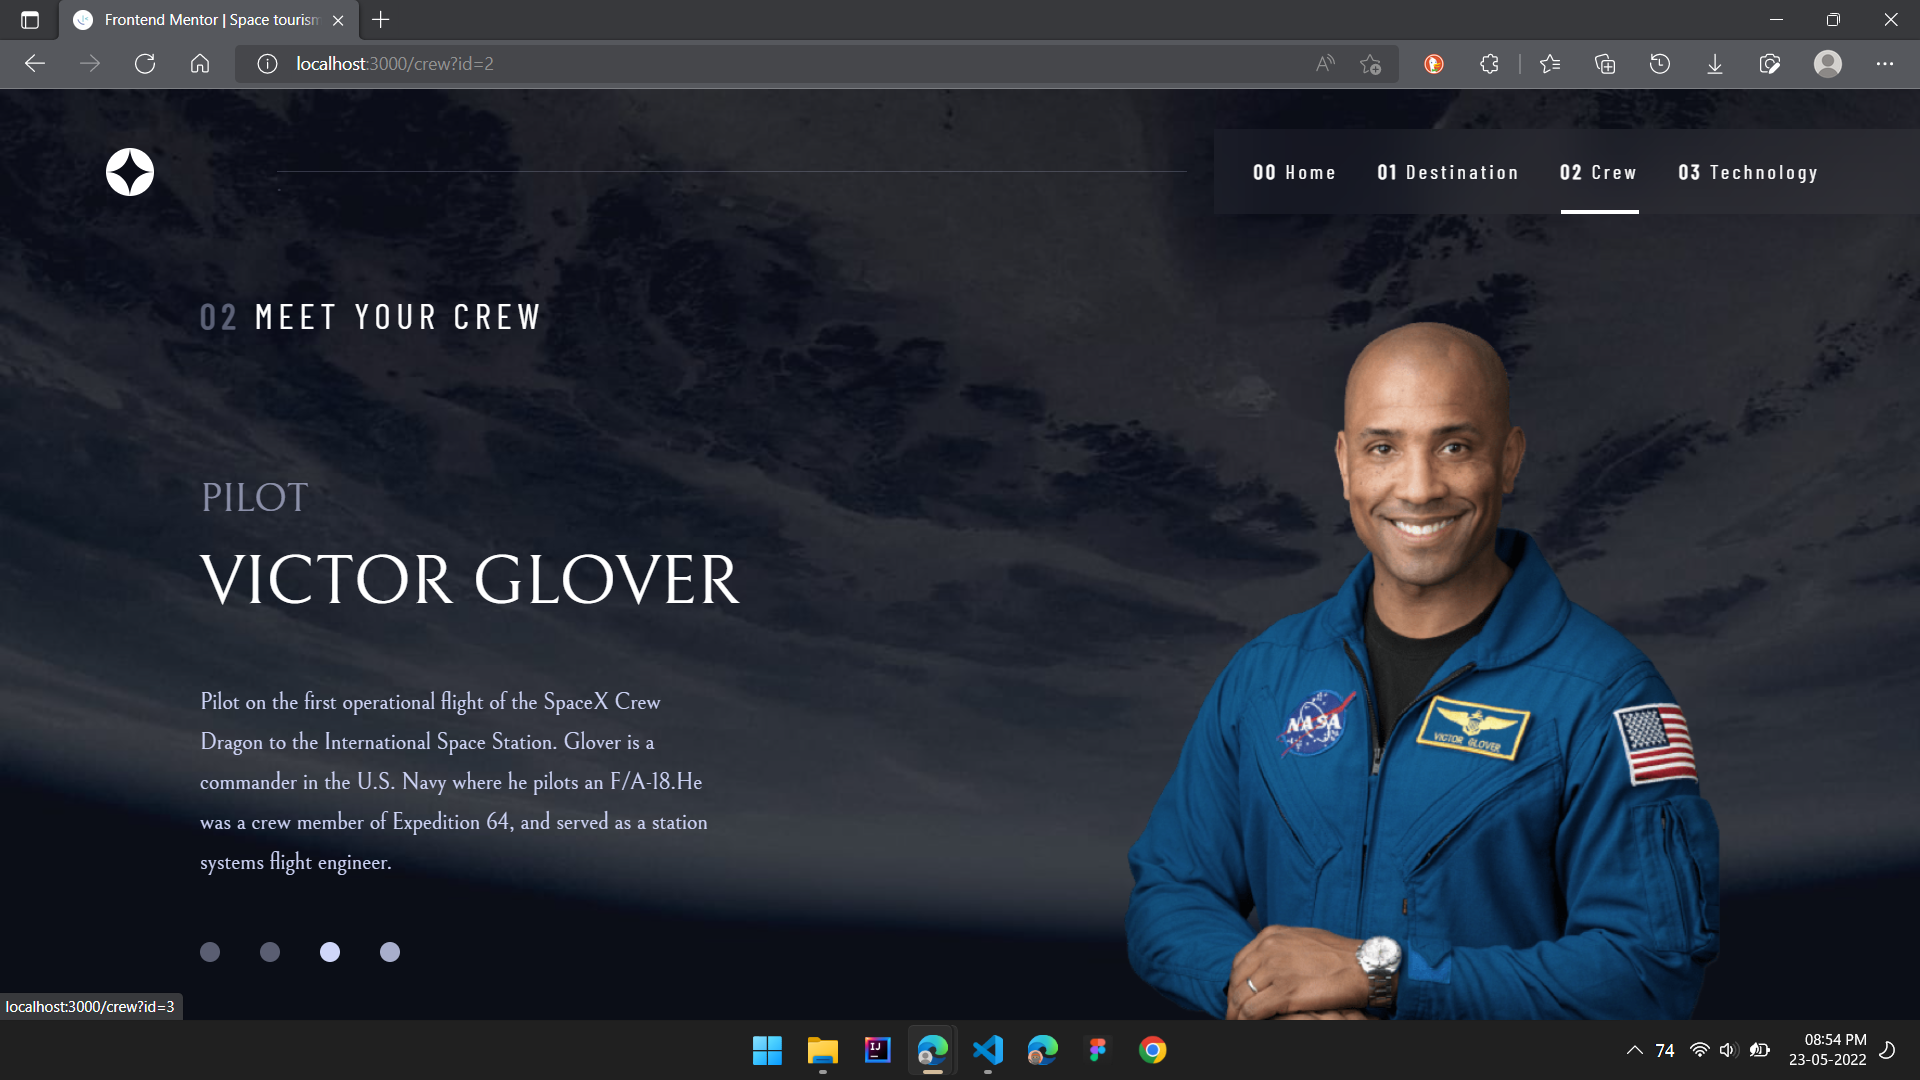 Frontend Mentor | Space tourism
localhost:3000/crew?id=2
00 Home 01 Destination 02 Crew 03 Technology
02 MEET YOUR CREW
PILOT
VICTOR GLOVER
Pilot on the first operational flight of the SpaceX Crew
Dragon to the International Space Station. Glover is a
commander in the U.S. Navy where he pilots an F/A-18.He
was a crew member of Expedition 64, and served as a station
systems flight engineer.
NASA
VICTOR GLOVER
localhost:3000/crew?id=3
IJ
74
08:54 PM
23-05-2022